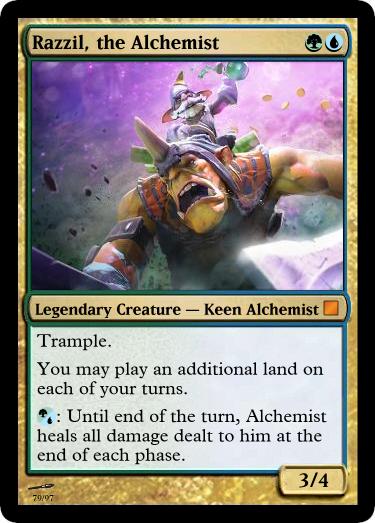 Razzil, the Alchemist
Legendary Creature — Keen Alchemist
Trample.
You may play an additional land on
each of your turns.
: Until end of the turn, Alchemist
heals all damage dealt to him at the
end of each phase.
3/4
79/97